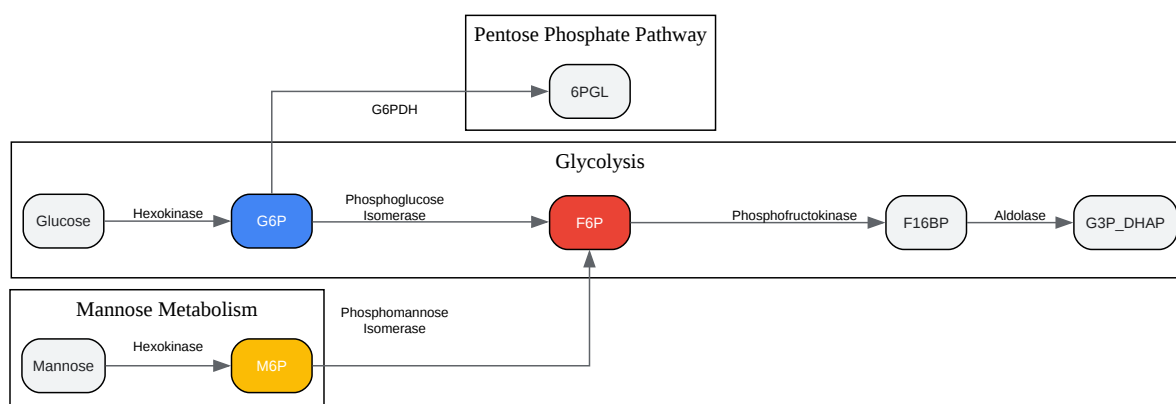 Pentose Phosphate Pathway
6PGL
G6PDH
Glycolysis
Glucose
Hexokinase
G6P
Phosphoglucose
Isomerase
F6P
Phosphofructokinase
F16BP
Aldolase
G3P_DHAP
Mannose Metabolism
Mannose
Hexokinase
M6P
Phosphomannose
Isomerase